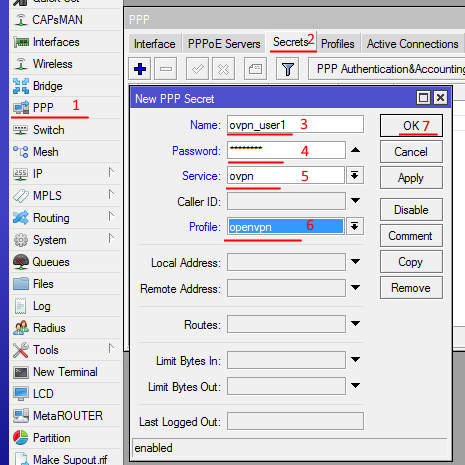 Quick Set
CAPsMAN
Interfaces
Wireless
Bridge
PPP 1
Switch
Mesh
IP
MPLS
Routing
System
Queues
Files
Log
Radius
Tools
New Terminal
LCD
MetaROUTER
Partition
Make Supout.rif
PPP
Interface PPPoE Servers Secrets 2 Profiles Active Connections
PPP Authentication&Accounting
New PPP Secret
Name: ovpn_user1 3
Password: ******** 4
Service: ovpn 5
Caller ID:
Profile: openvpn 6
Local Address:
Remote Address:
Routes:
Limit Bytes In:
Limit Bytes Out:
Last Logged Out:
enabled
OK 7
Cancel
Apply
Disable
Comment
Copy
Remove